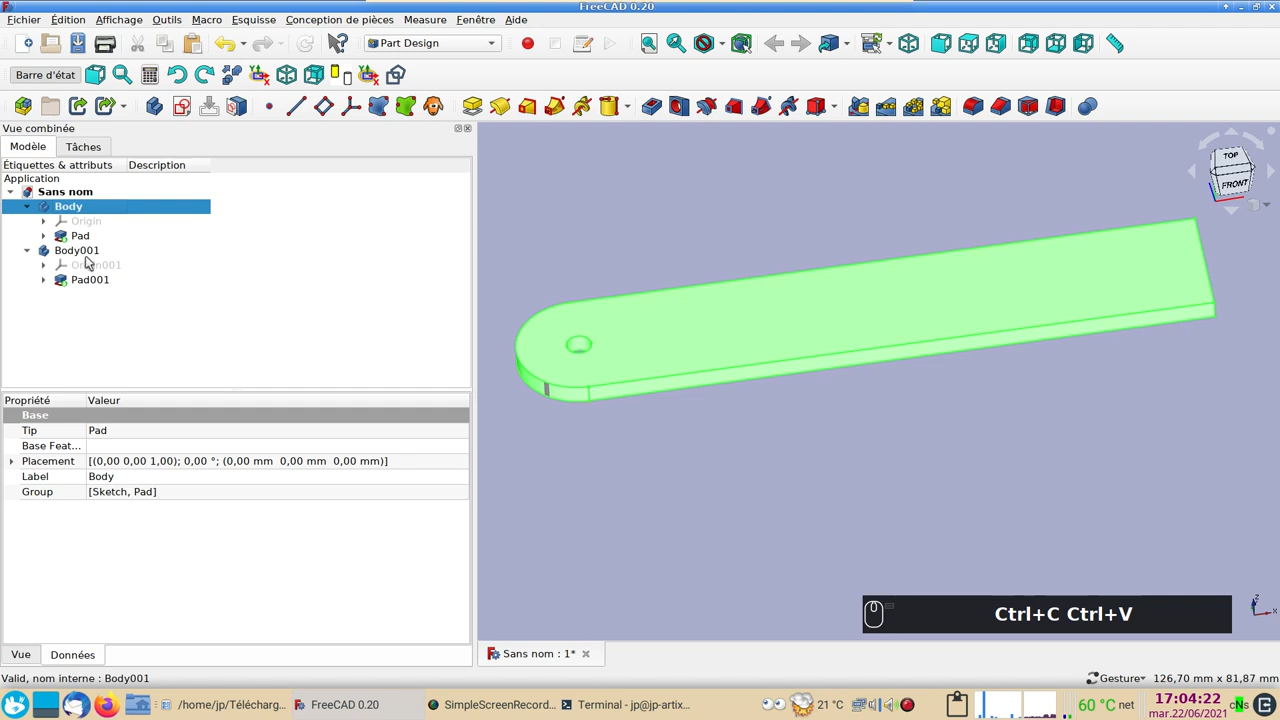 FreeCAD 0.20
Fichier Édition Affichage Outils Macro Esquisse Conception de pièces Measure Fenêtre Aide
Part Design
Barre d'état
Vue combinée
Modèle Tâches
Étiquettes & attributs Description
Application
Sans nom
Body
Origin
Pad
Body001
Origin001
Pad001
TOP
FRONT
Propriété Valeur
Base
Tip Pad
Base Feat...
Placement [(0,00 0,00 1,00); 0,00 °; (0,00 mm 0,00 mm 0,00 mm)]
Label Body
Group [Sketch, Pad]
Ctrl+C Ctrl+V
Vue Données
Sans nom : 1*
Valid, nom interne : Body001
Gesture 126,70 mm x 81,87 mm
/home/jp/Télécharg... FreeCAD 0.20 SimpleScreenRecord... Terminal - jp@jp-artix... 21 °C 60 °C net 17:04:22
mar.22/06/2021